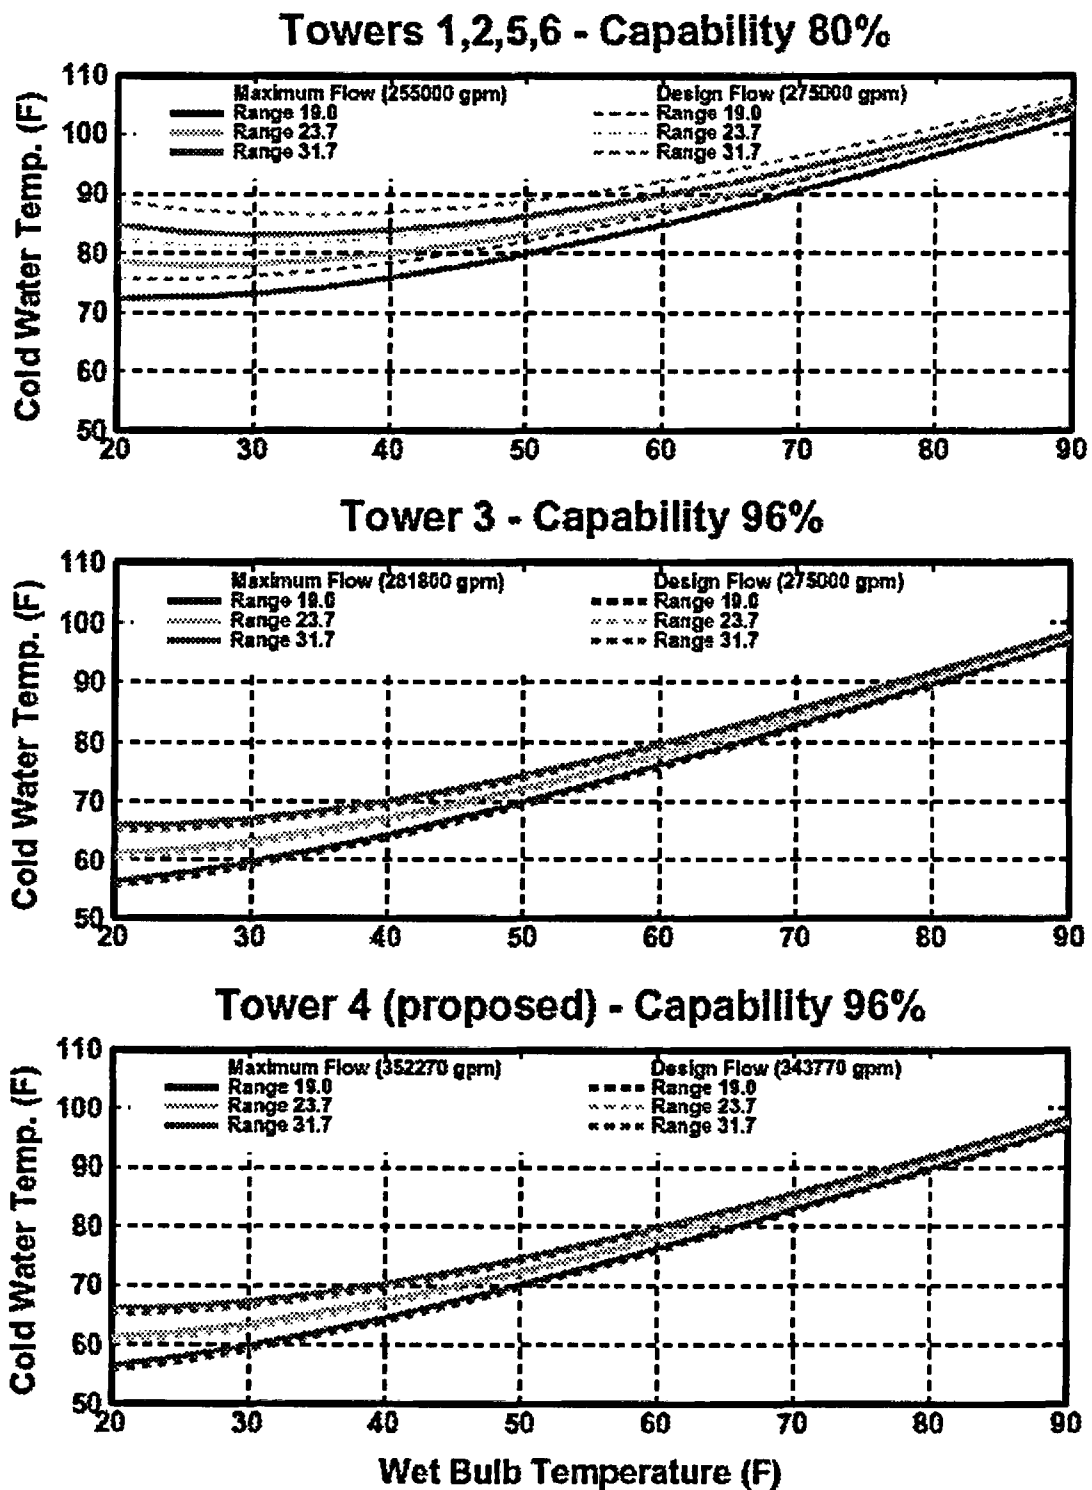 Towers 1,2,5,6 - Capability 80%
Cold Water Temp. (F)
110
100
90
80
70
60
50
Maximum Flow (255000 gpm)
Range 19.0
Range 23.7
Range 31.7
Design Flow (275000 gpm)
Range 19.0
Range 23.7
Range 31.7
20 30 40 50 60 70 80 90
Tower 3 - Capability 96%
Cold Water Temp. (F)
110
100
90
80
70
60
50
Maximum Flow (281800 gpm)
Range 19.0
Range 23.7
Range 31.7
Design Flow (275000 gpm)
Range 19.0
Range 23.7
Range 31.7
20 30 40 50 60 70 80 90
Tower 4 (proposed) - Capability 96%
Cold Water Temp. (F)
110
100
90
80
70
60
50
Maximum Flow (352270 gpm)
Range 19.0
Range 23.7
Range 31.7
Design Flow (343770 gpm)
Range 19.0
Range 23.7
Range 31.7
20 30 40 50 60 70 80 90
Wet Bulb Temperature (F)